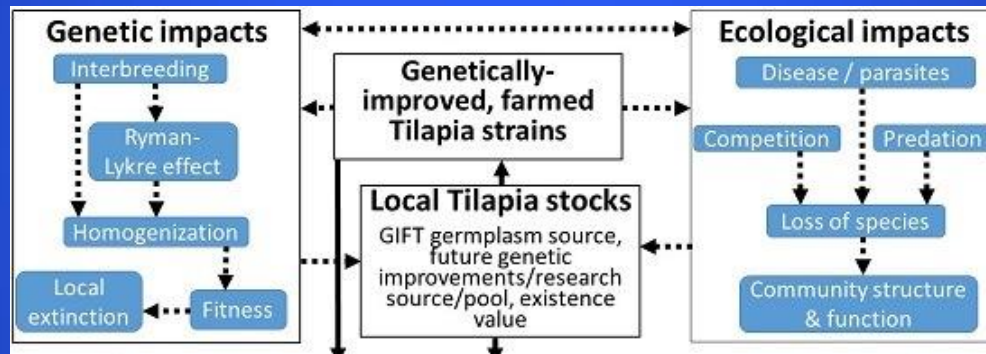 Genetic impacts
Interbreeding
Ryman-
Lykre effect
Homogenization
Local
extinction
Fitness
Genetically-
improved, farmed
Tilapia strains
Local Tilapia stocks
GIFT germplasm source,
future genetic
improvements/research
source/pool, existence
value
Ecological impacts
Disease / parasites
Competition
Predation
Loss of species
Community structure
& function